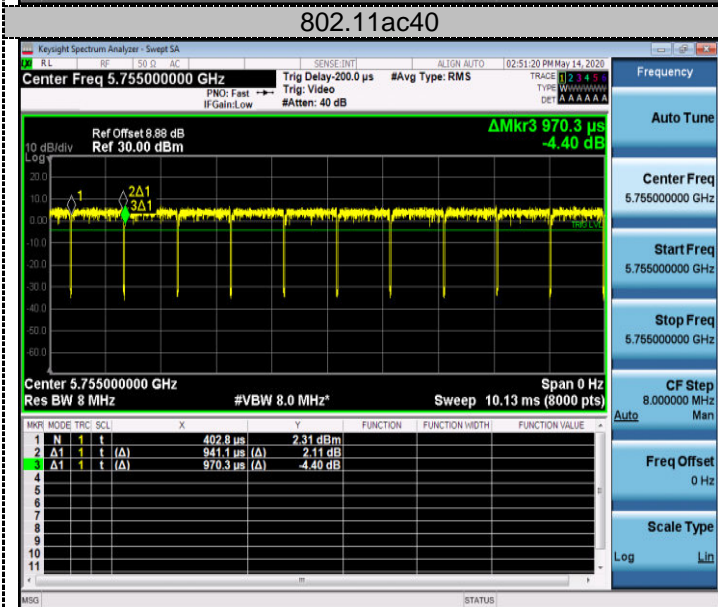 802.11ac40
Keysight Spectrum Analyzer - Swept SA
RL RF 50 Ω AC SENSE:INT ALIGN AUTO 02:51:20 PM May 14, 2020
Center Freq 5.755000000 GHz
Trig Delay-200.0 µs #Avg Type: RMS
TRACE 1 2 3 4 5 6
PNO: Fast
Trig: Video
TYPE WWWWWW
IFGain:Low
#Atten: 40 dB
DET A A A A A A
ΔMkr3 970.3 µs
-4.40 dB
Ref Offset 8.88 dB
10 dB/div Ref 30.00 dBm
Log
20.0
10.0
0.00
-10.0
-20.0
-30.0
-40.0
-50.0
-60.0
1
2Δ1
3Δ1
TRIG LVL
Center 5.755000000 GHz Span 0 Hz
Res BW 8 MHz #VBW 8.0 MHz* Sweep 10.13 ms (8000 pts)
MKR MODE TRC SCL X Y FUNCTION FUNCTION WIDTH FUNCTION VALUE
1 N 1 t 402.8 µs 2.31 dBm
2 Δ1 1 t (Δ) 941.1 µs (Δ) 2.11 dB
3 Δ1 1 t (Δ) 970.3 µs (Δ) -4.40 dB
4
5
6
7
8
9
10
11
MSG STATUS
Frequency
Auto Tune
Center Freq
5.755000000 GHz
Start Freq
5.755000000 GHz
Stop Freq
5.755000000 GHz
CF Step
8.000000 MHz
Auto Man
Freq Offset
0 Hz
Scale Type
Log Lin